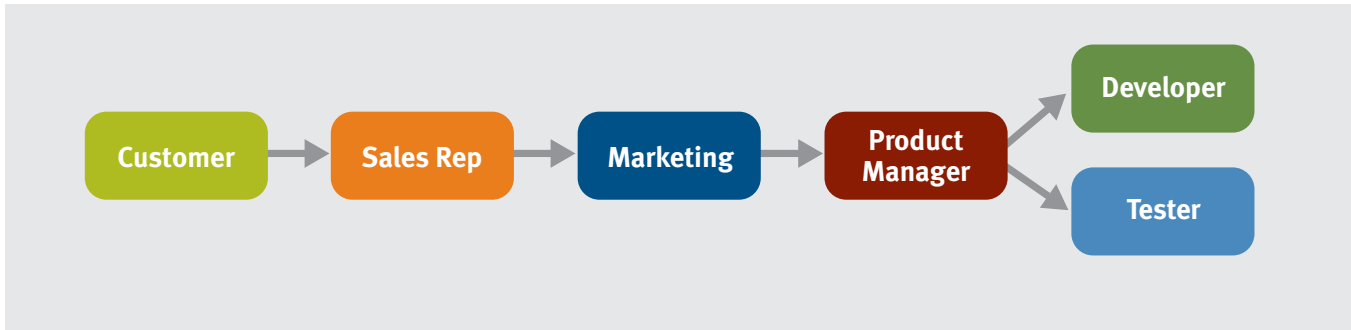 Customer
Sales Rep
Marketing
Product
Manager
Developer
Tester